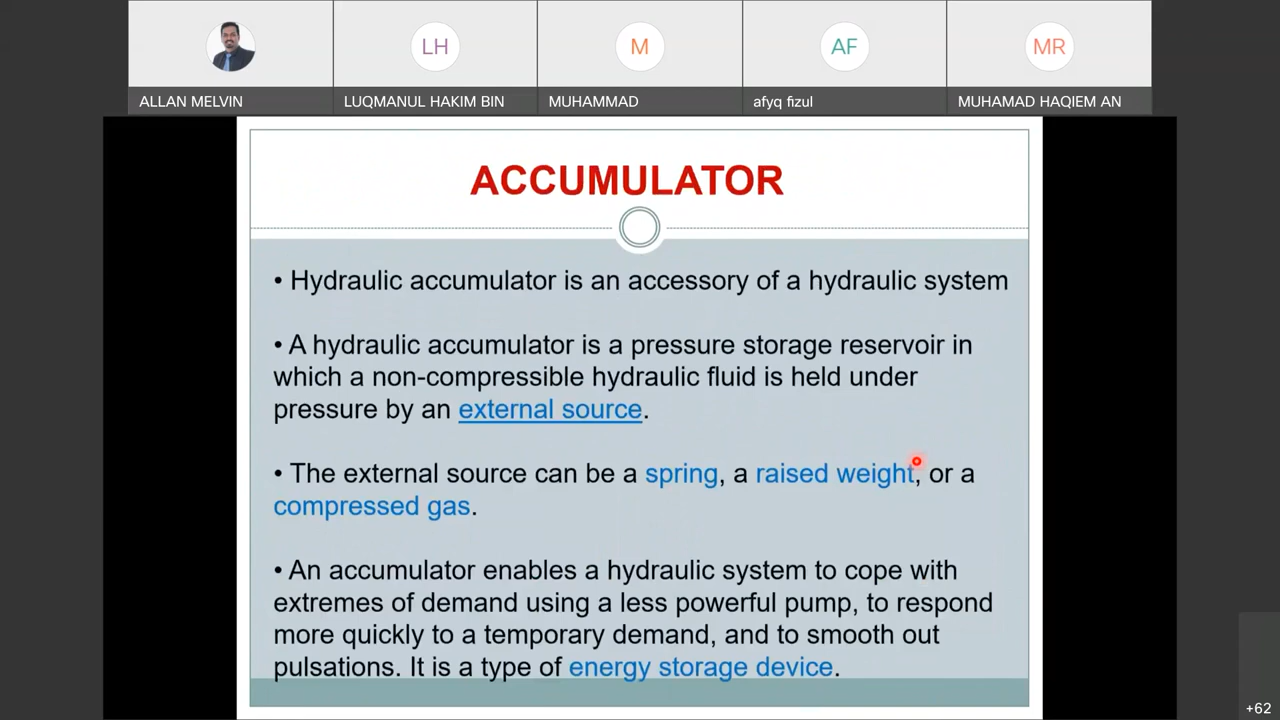 LH
M
AF
MR
ALLAN MELVIN
LUQMANUL HAKIM BIN
MUHAMMAD
afyq fizul
MUHAMAD HAQIEM AN
ACCUMULATOR
• Hydraulic accumulator is an accessory of a hydraulic system
• A hydraulic accumulator is a pressure storage reservoir in
which a non-compressible hydraulic fluid is held under
pressure by an external source.
• The external source can be a spring, a raised weight, or a
compressed gas.
• An accumulator enables a hydraulic system to cope with
extremes of demand using a less powerful pump, to respond
more quickly to a temporary demand, and to smooth out
pulsations. It is a type of energy storage device.
+62